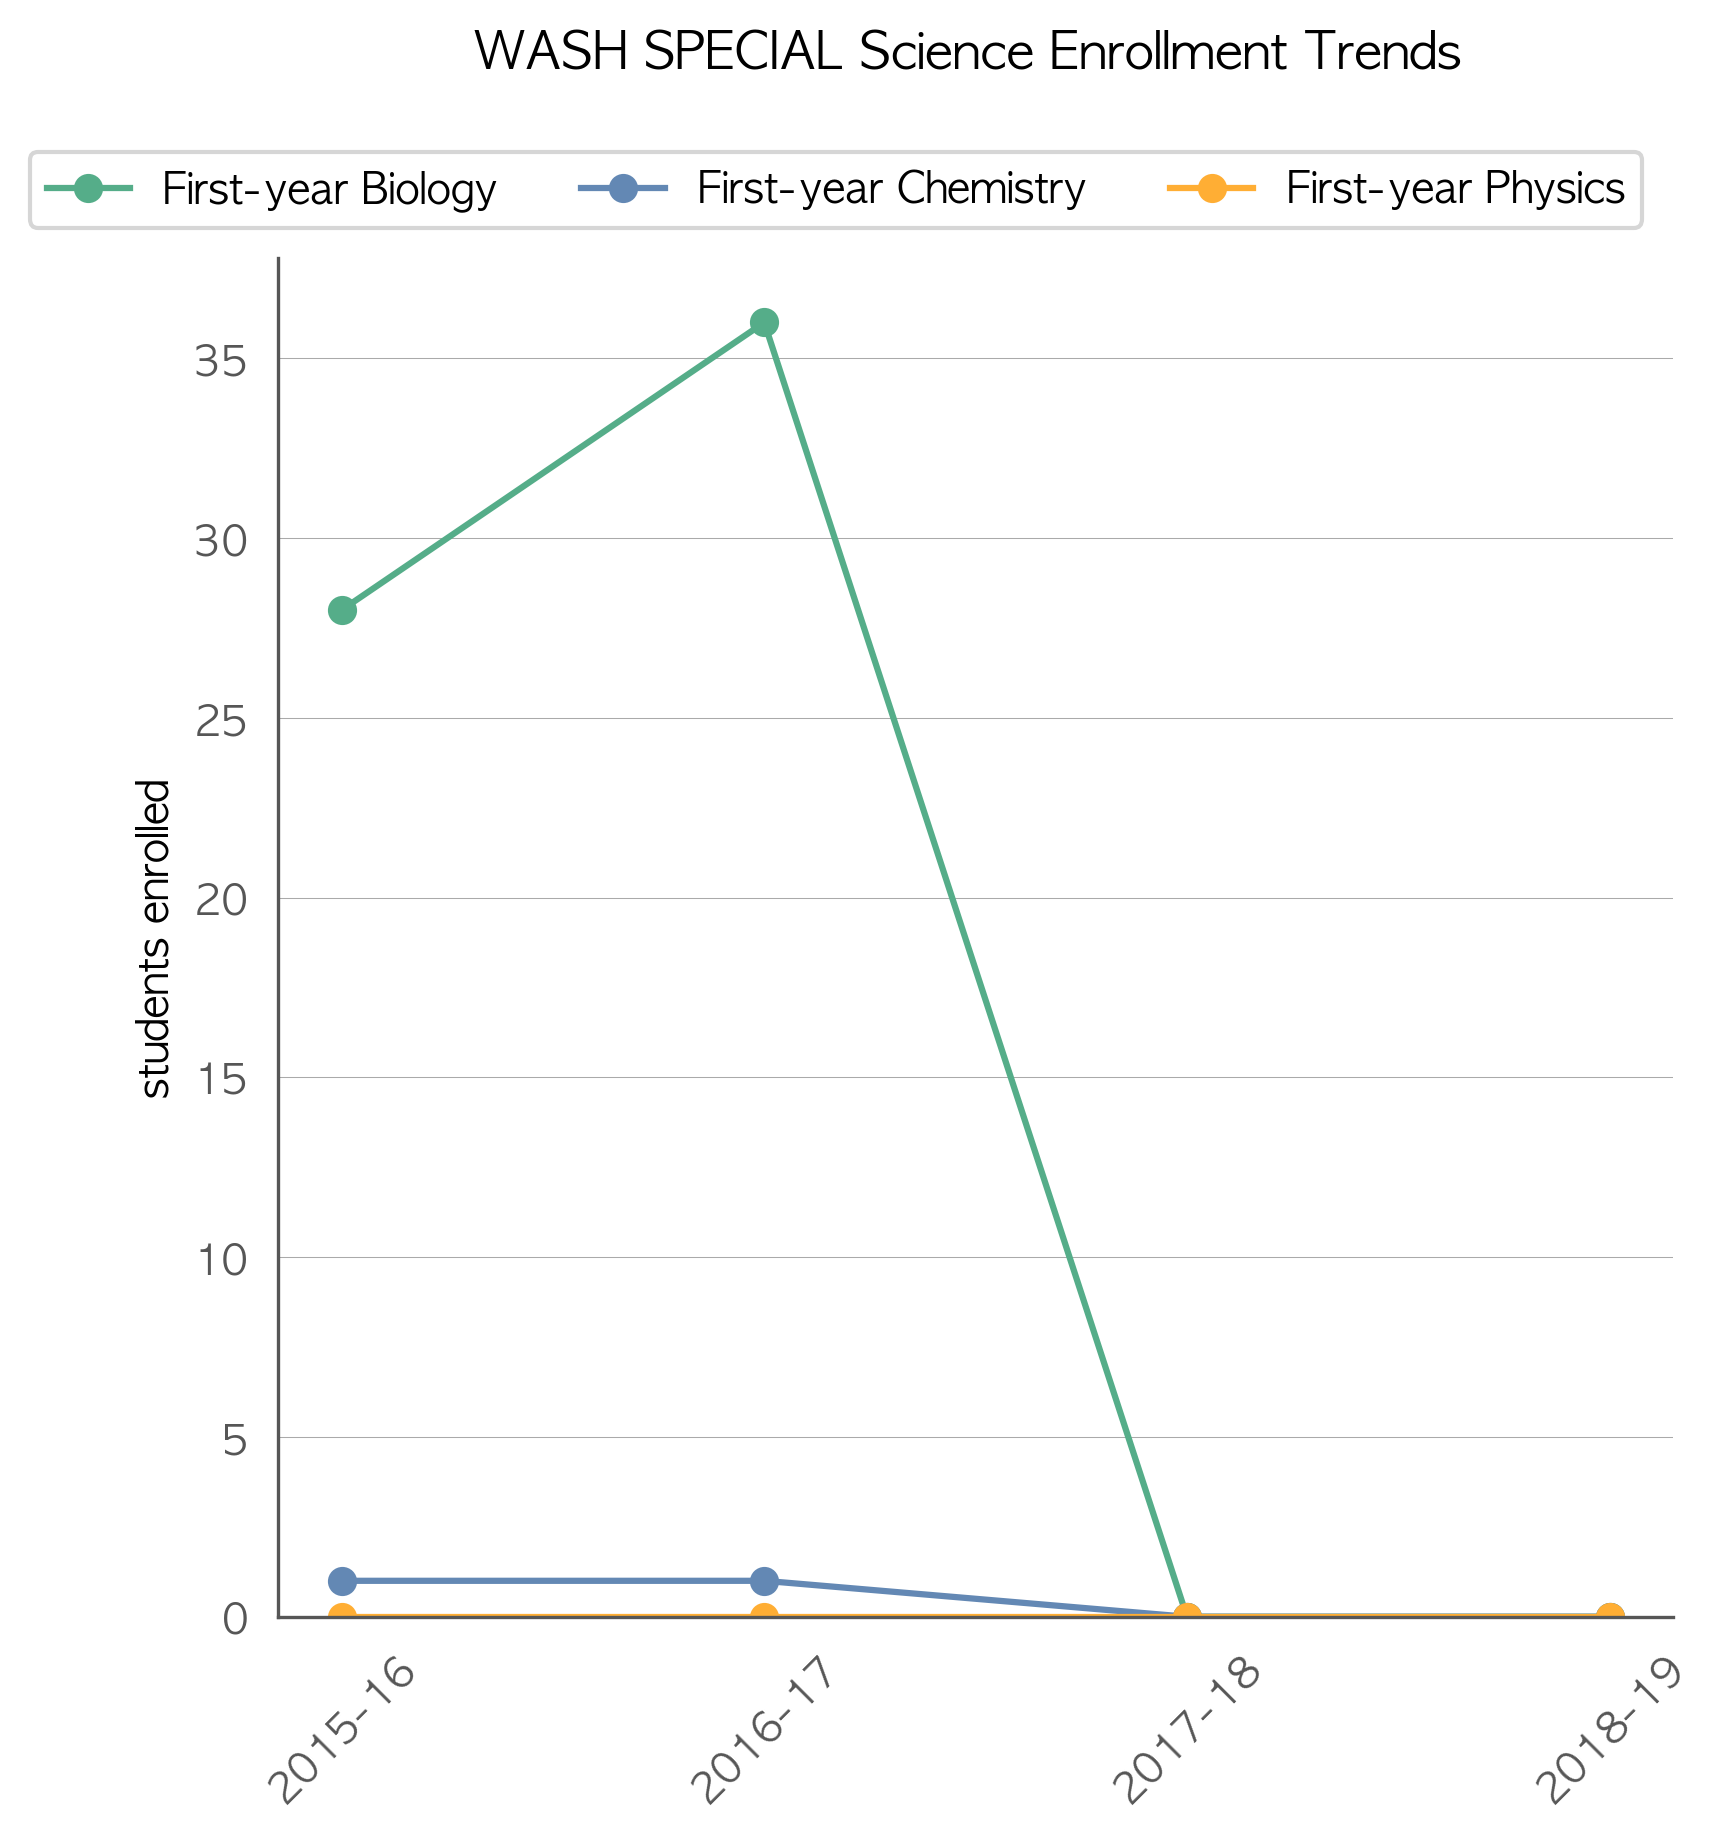 WASH SPECIAL Science Enrollment Trends
First-year Biology First-year Chemistry First-year Physics
35
30
25
20
15
10
5
0
students enrolled
2015-16 2016-17 2017-18 2018-19